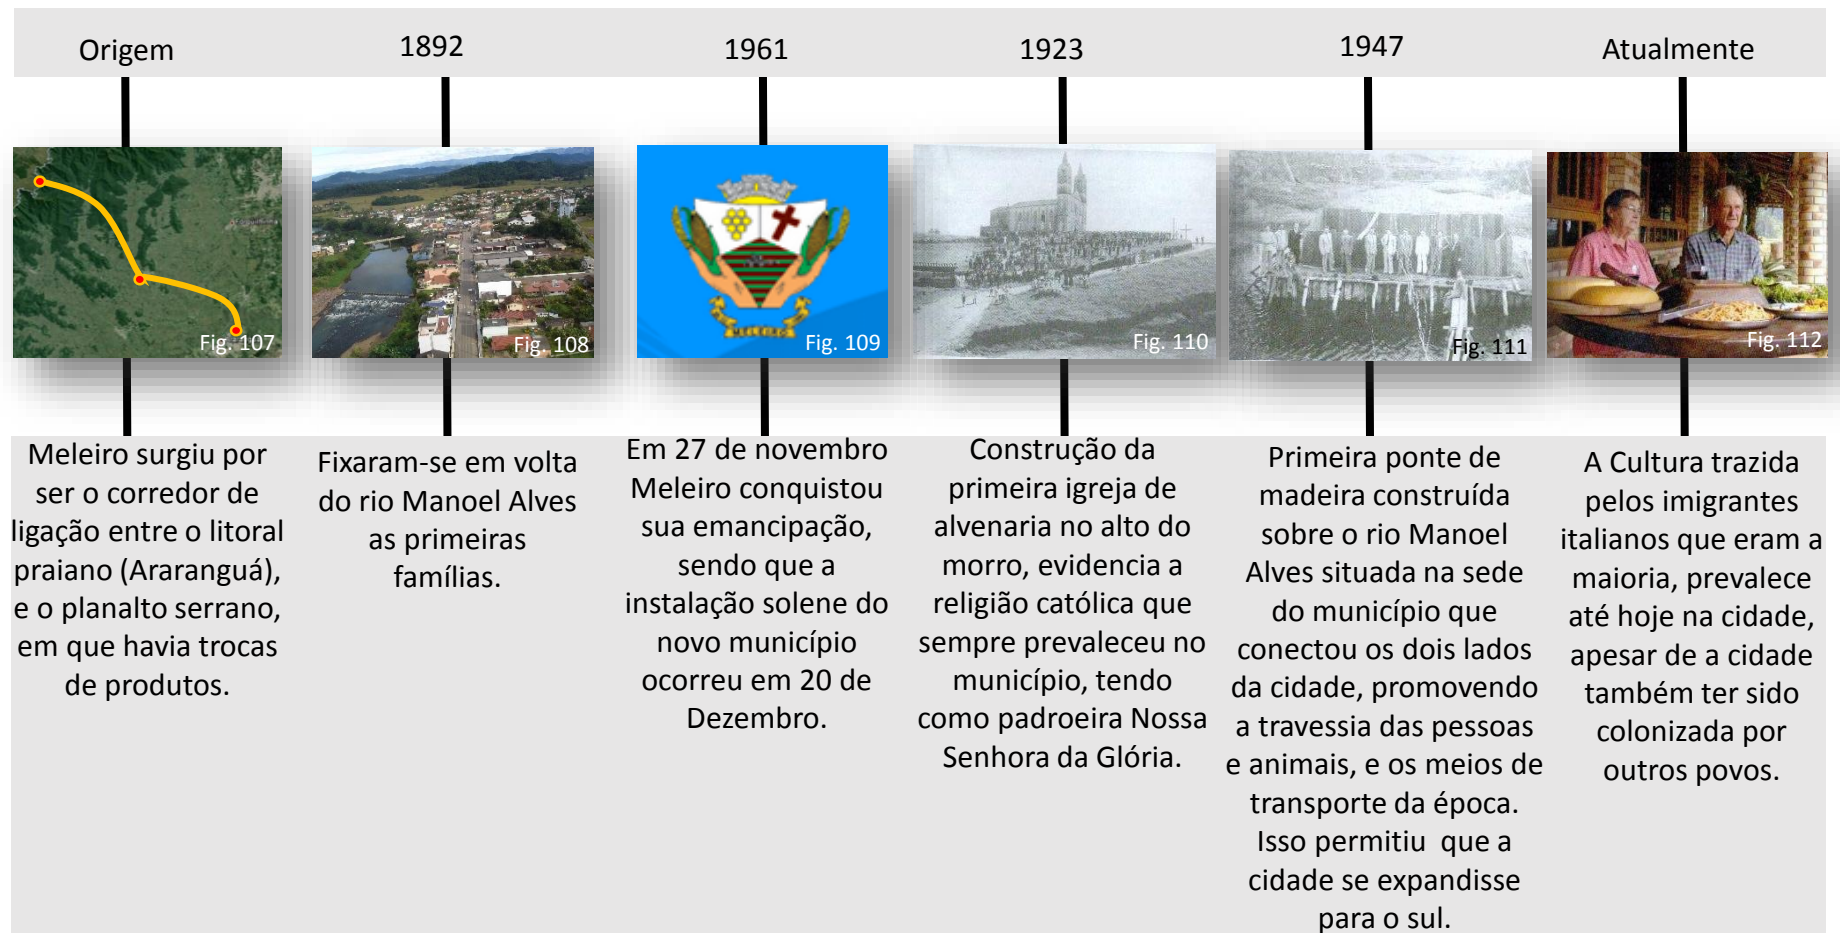 Origem
1892
1961
1923
1947
Atualmente
Fig. 107
Fig. 108
Fig. 109
Fig. 110
Fig. 111
Fig. 112
Meleiro surgiu por
ser o corredor de
ligação entre o litoral
praiano (Araranguá),
e o planalto serrano,
em que havia trocas
de produtos.
Fixaram-se em volta
do rio Manoel Alves
as primeiras
famílias.
Em 27 de novembro
Meleiro conquistou
sua emancipação,
sendo que a
instalação solene do
novo município
ocorreu em 20 de
Dezembro.
Construção da
primeira igreja de
alvenaria no alto do
morro, evidencia a
religião católica que
sempre prevaleceu no
município, tendo
como padroeira Nossa
Senhora da Glória.
Primeira ponte de
madeira construída
sobre o rio Manoel
Alves situada na sede
do município que
conectou os dois lados
da cidade, promovendo
a travessia das pessoas
e animais, e os meios de
transporte da época.
Isso permitiu  que a
cidade se expandisse
para o sul.
A Cultura trazida
pelos imigrantes
italianos que eram a
maioria, prevalece
até hoje na cidade,
apesar de a cidade
também ter sido
colonizada por
outros povos.